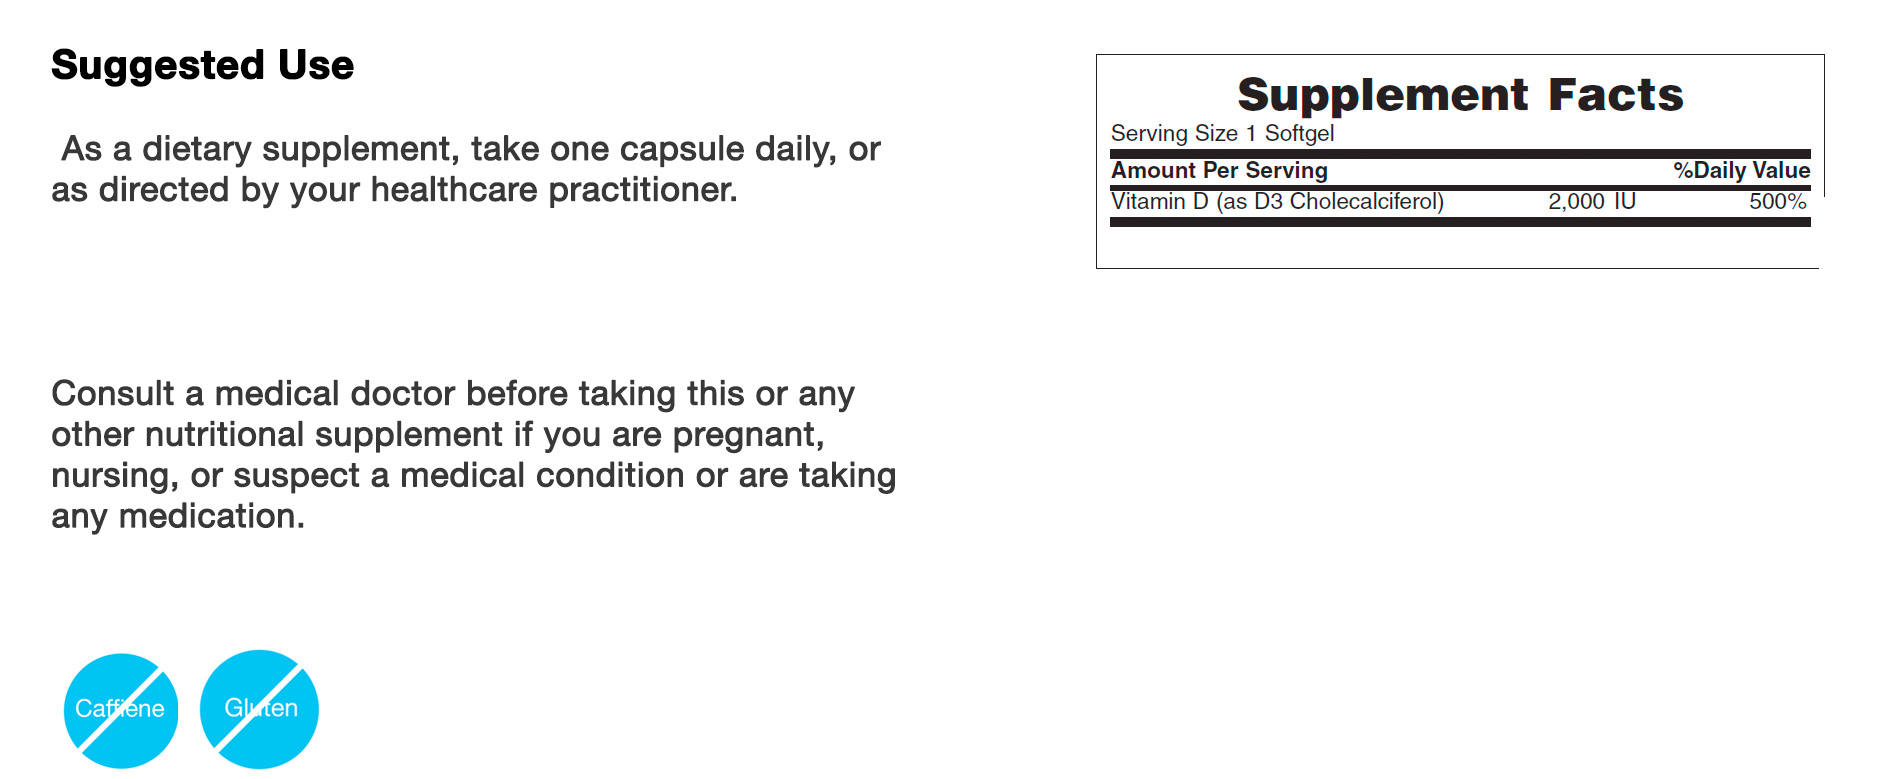 Suggested Use
As a dietary supplement, take one capsule daily, or
as directed by your healthcare practitioner.
Consult a medical doctor before taking this or any
other nutritional supplement if you are pregnant,
nursing, or suspect a medical condition or are taking
any medication.
Caffiene
Gluten
Supplement Facts
Serving Size 1 Softgel
Amount Per Serving %Daily Value
Vitamin D (as D3 Cholecalciferol) 2,000 IU 500%